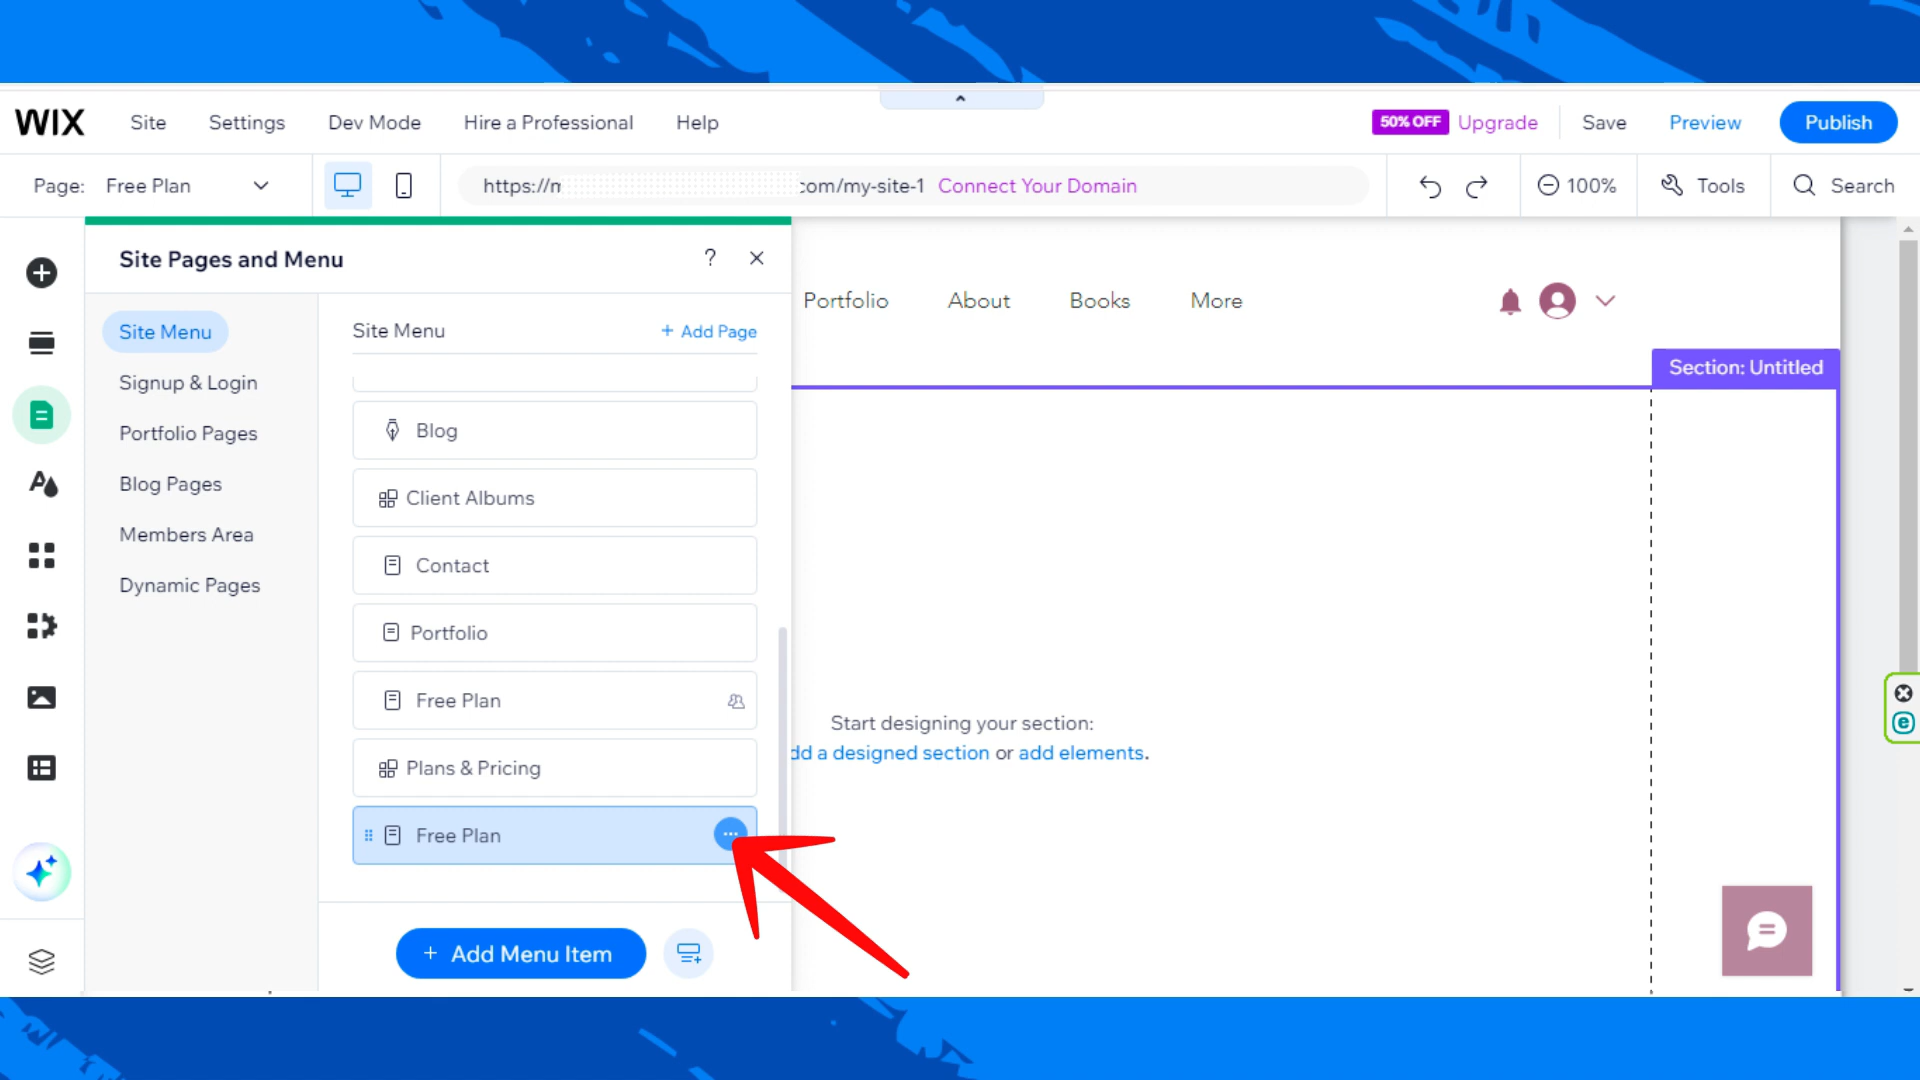 WIX Site Settings Dev Mode Hire a Professional Help 50% OFF Upgrade Save Preview Publish
Page: Free Plan https://n com/my-site-1 Connect Your Domain 100% Tools Search
Site Pages and Menu ?
Portfolio About Books More
Site Menu
Signup & Login
Portfolio Pages
Blog Pages
Members Area
Dynamic Pages
Site Menu + Add Page
Blog
Client Albums
Contact
Portfolio
Free Plan
Plans & Pricing
Free Plan
+ Add Menu Item
Section: Untitled
Start designing your section:
dd a designed section or add elements.